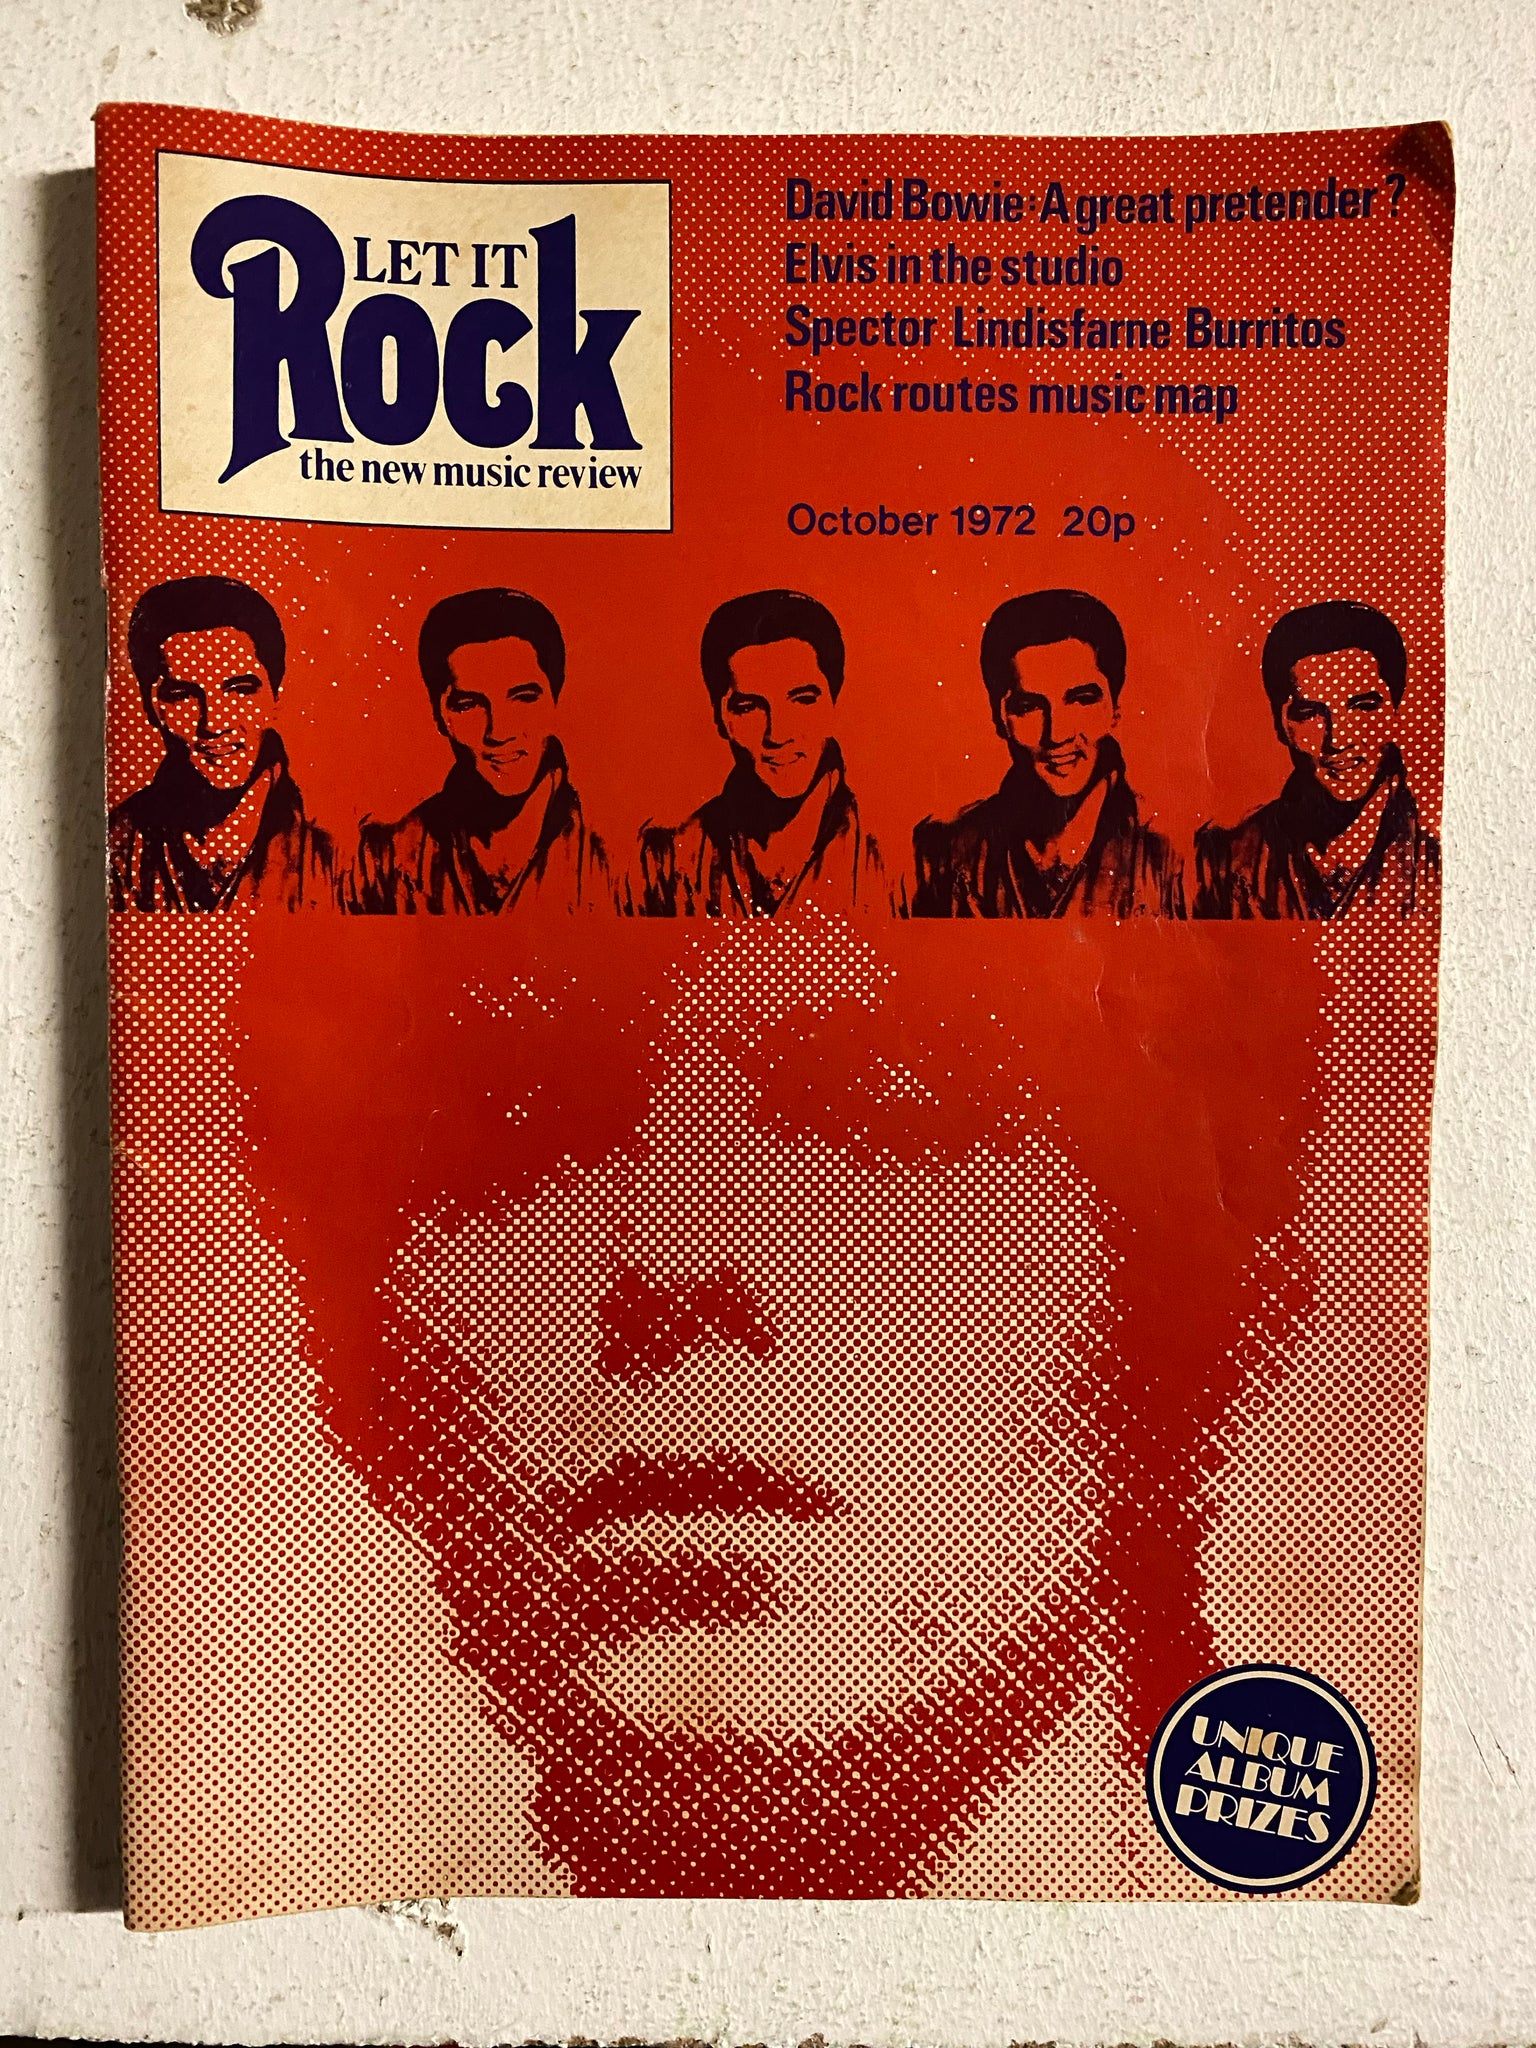 LET IT
Rock
the new music review
David Bowie: A great pretender?
Elvis in the studio
Spector Lindisfarne Burritos
Rock routes music map
October 1972 20p
UNIQUE
ALBUM
PRIZES